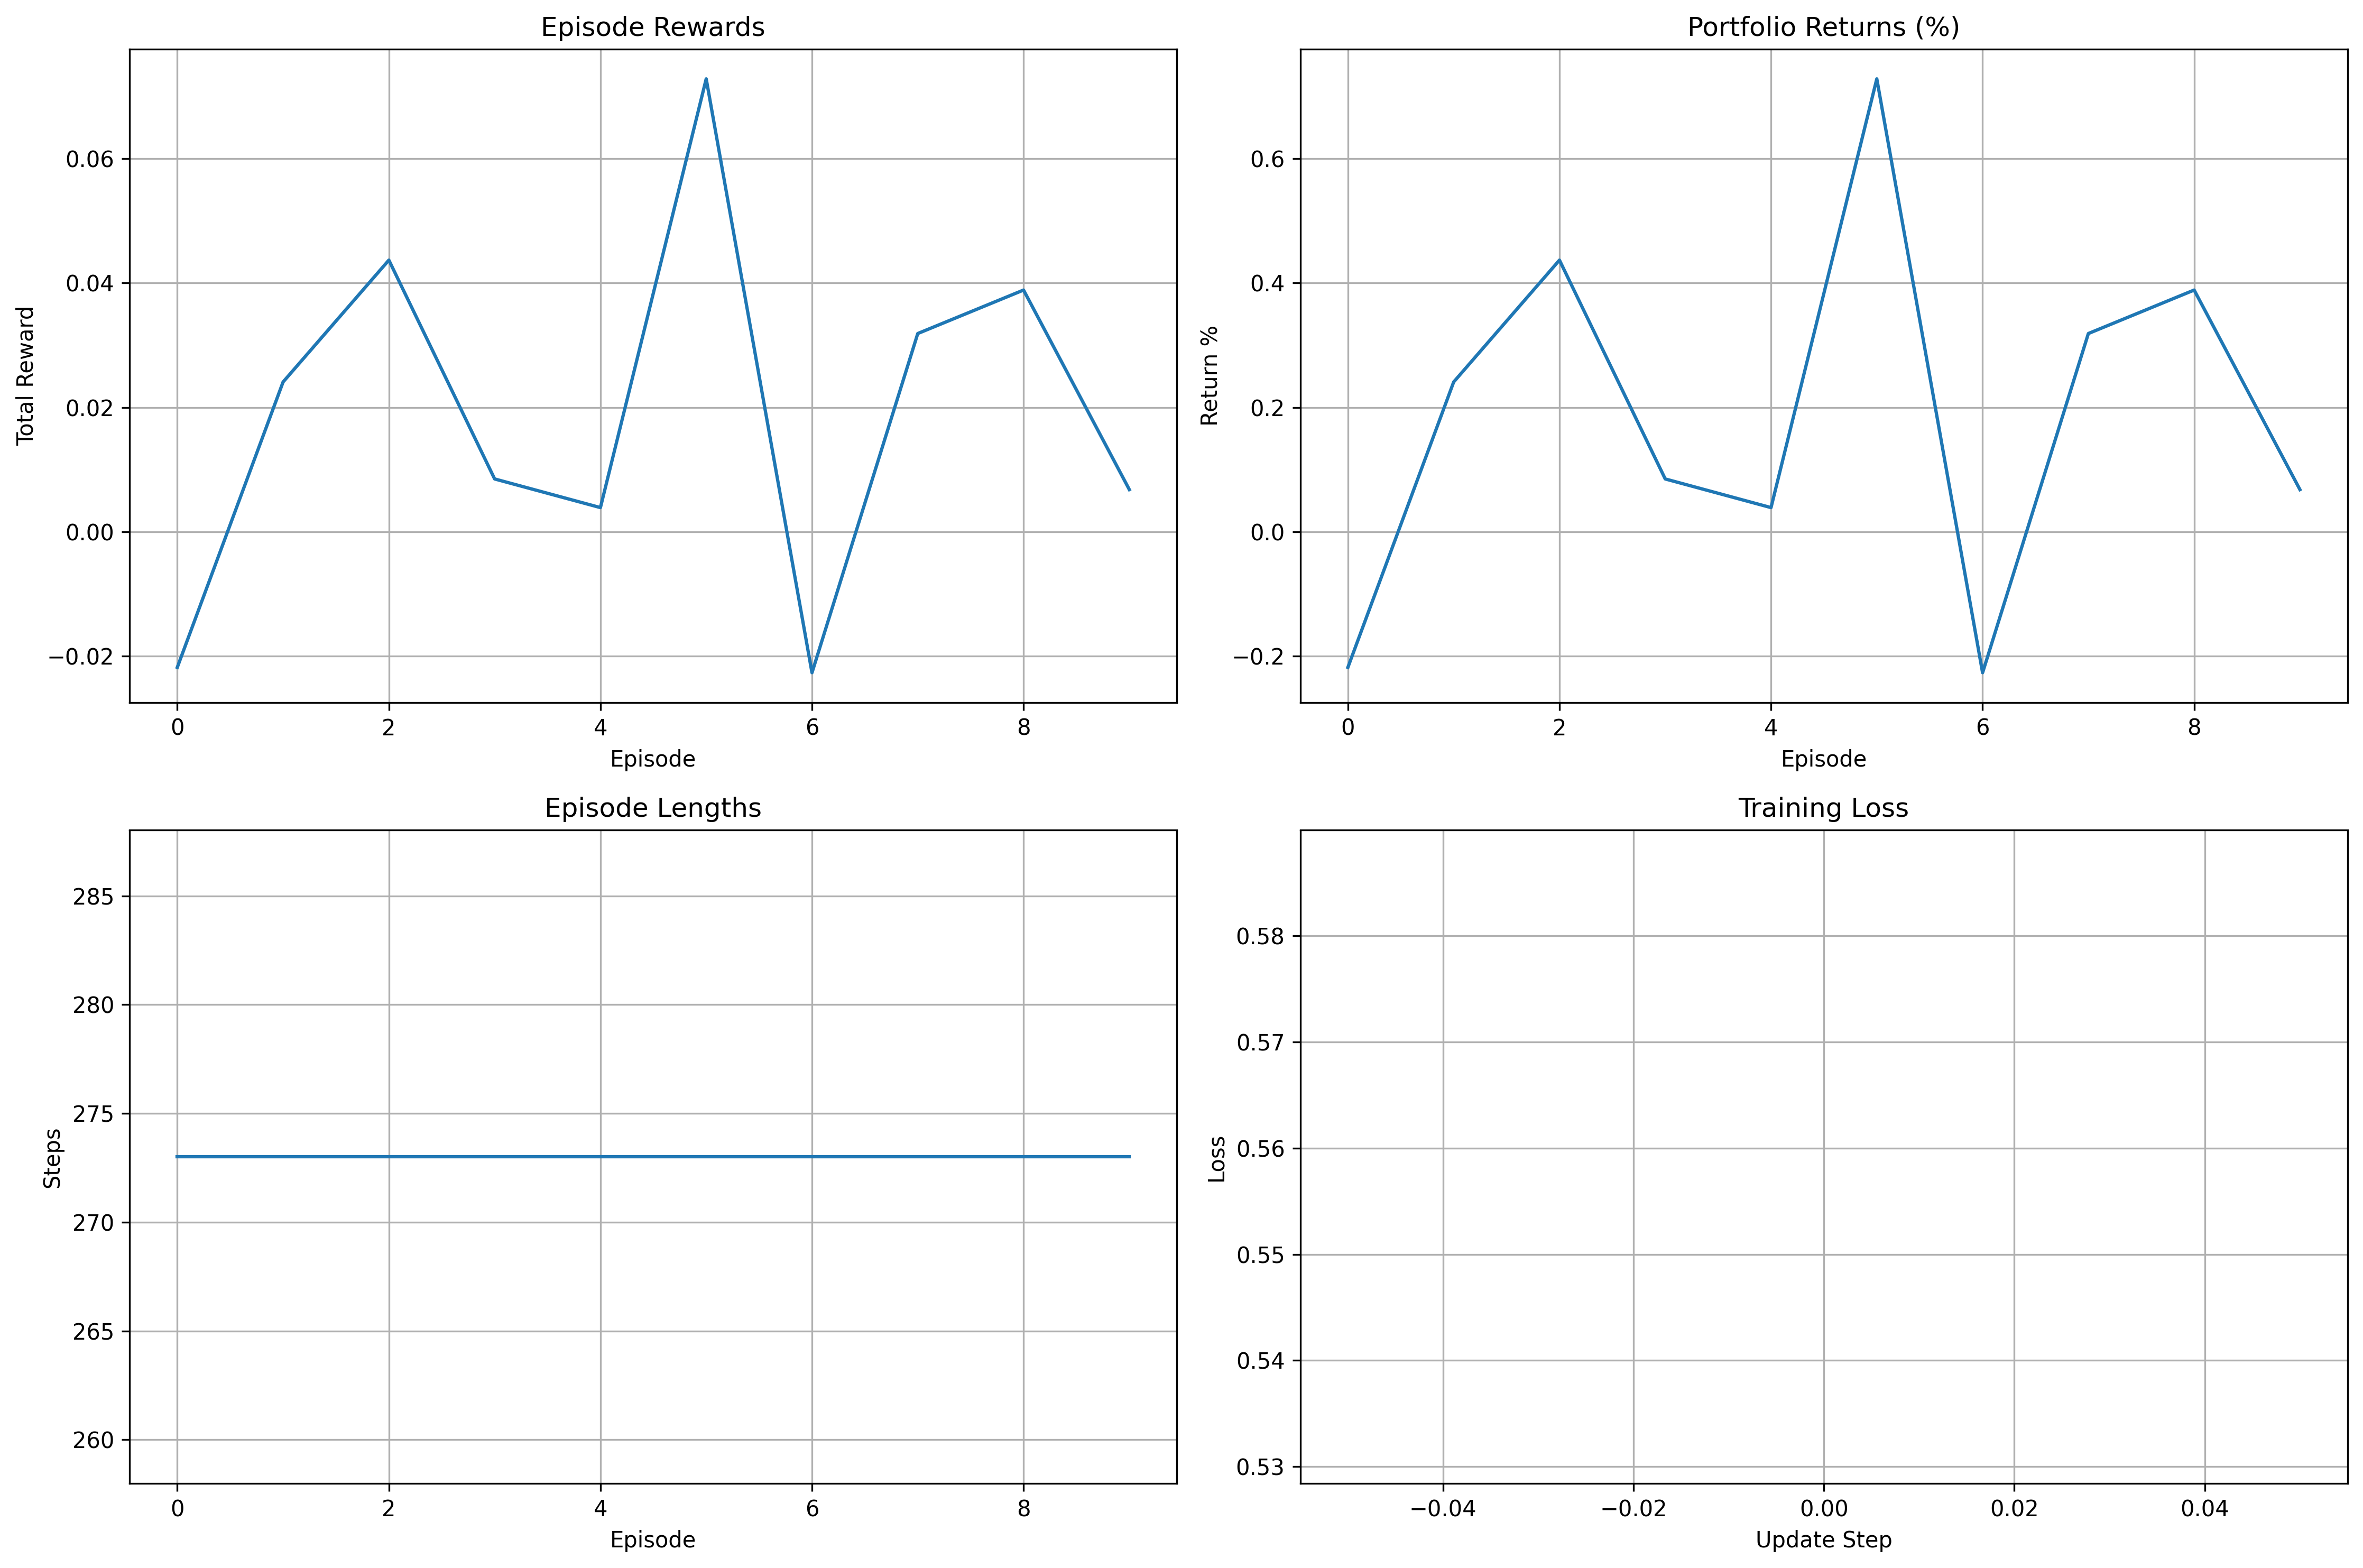 Episode Rewards
Total Reward
0.06
0.04
0.02
0.00
−0.02
0 2 4 6 8
Episode
Portfolio Returns (%)
Return %
0.6
0.4
0.2
0.0
−0.2
0 2 4 6 8
Episode
Episode Lengths
Steps
285
280
275
270
265
260
0 2 4 6 8
Episode
Training Loss
Loss
0.58
0.57
0.56
0.55
0.54
0.53
−0.04 −0.02 0.00 0.02 0.04
Update Step